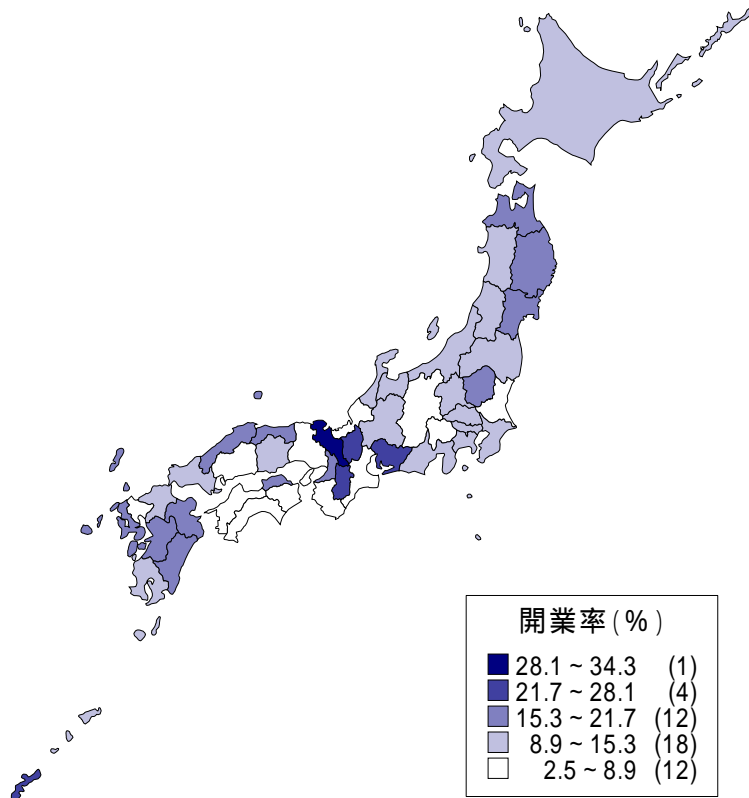 開業率(%)
28.1 ~ 34.3 (1)
21.7 ~ 28.1 (4)
15.3 ~ 21.7 (12)
8.9 ~ 15.3 (18)
2.5 ~ 8.9 (12)